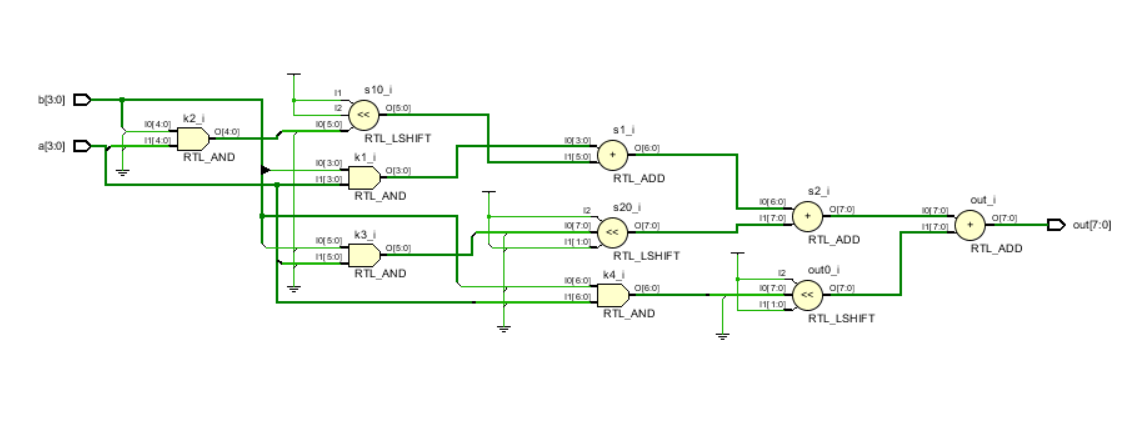 b[3:0]
a[3:0]
k2_i
I0[4:0]
I1[4:0]
O[4:0]
RTL_AND
s10_i
I1
I2
I0[5:0]
<<
O[5:0]
RTL_LSHIFT
k1_i
I0[3:0]
I1[3:0]
O[3:0]
RTL_AND
k3_i
I0[5:0]
I1[5:0]
O[5:0]
RTL_AND
s1_i
I0[3:0]
I1[5:0]
+
O[6:0]
RTL_ADD
s20_i
I2
I0[7:0]
I1[1:0]
<<
O[7:0]
RTL_LSHIFT
k4_i
I0[6:0]
I1[6:0]
O[6:0]
RTL_AND
s2_i
I0[6:0]
I1[7:0]
+
O[7:0]
RTL_ADD
out0_i
I2
I0[7:0]
I1[1:0]
<<
O[7:0]
RTL_LSHIFT
out_i
I0[7:0]
I1[7:0]
+
O[7:0]
RTL_ADD
out[7:0]